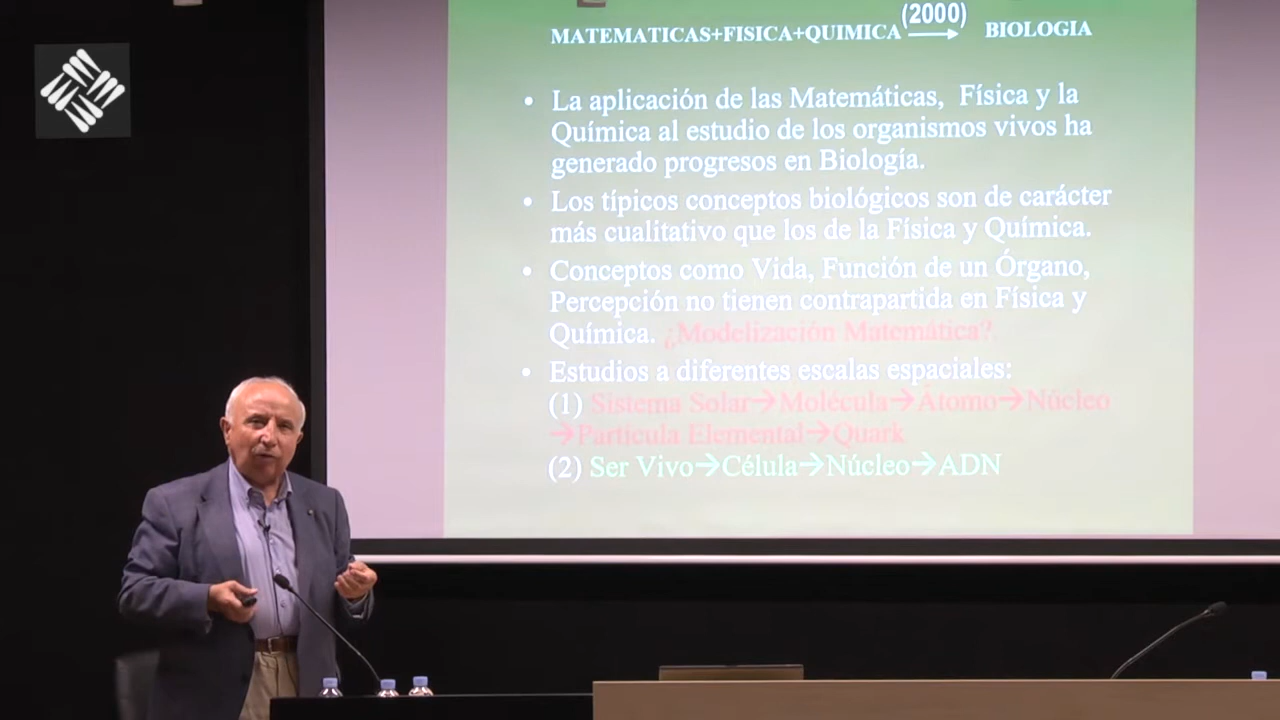 (2000)
MATEMATICAS+FISICA+QUIMICA → BIOLOGIA
• La aplicación de las Matemáticas, Física y la
Química al estudio de los organismos vivos ha
generado progresos en Biología.
• Los típicos conceptos biológicos son de carácter
más cualitativo que los de la Física y Química.
• Conceptos como Vida, Función de un Órgano,
Percepción no tienen contrapartida en Física y
Química. ¿Modelización Matemática?
• Estudios a diferentes escalas espaciales:
(1) Sistema Solar→Molécula→Átomo→Núcleo
→Partícula Elemental→Quark
(2) Ser Vivo→Célula→Núcleo→ADN